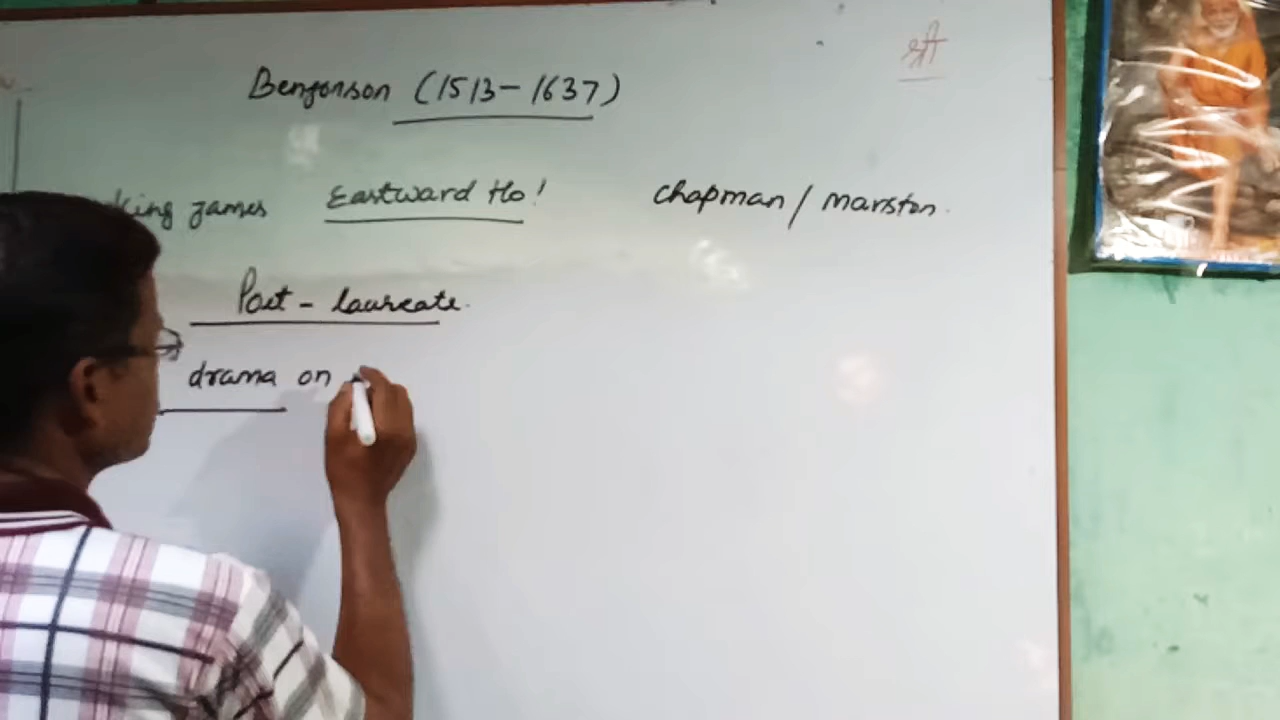 श्री
Benjonson (1513-1637)
King James Eastward Ho! Chapman / Marston.
Poet - laureate.
drama on